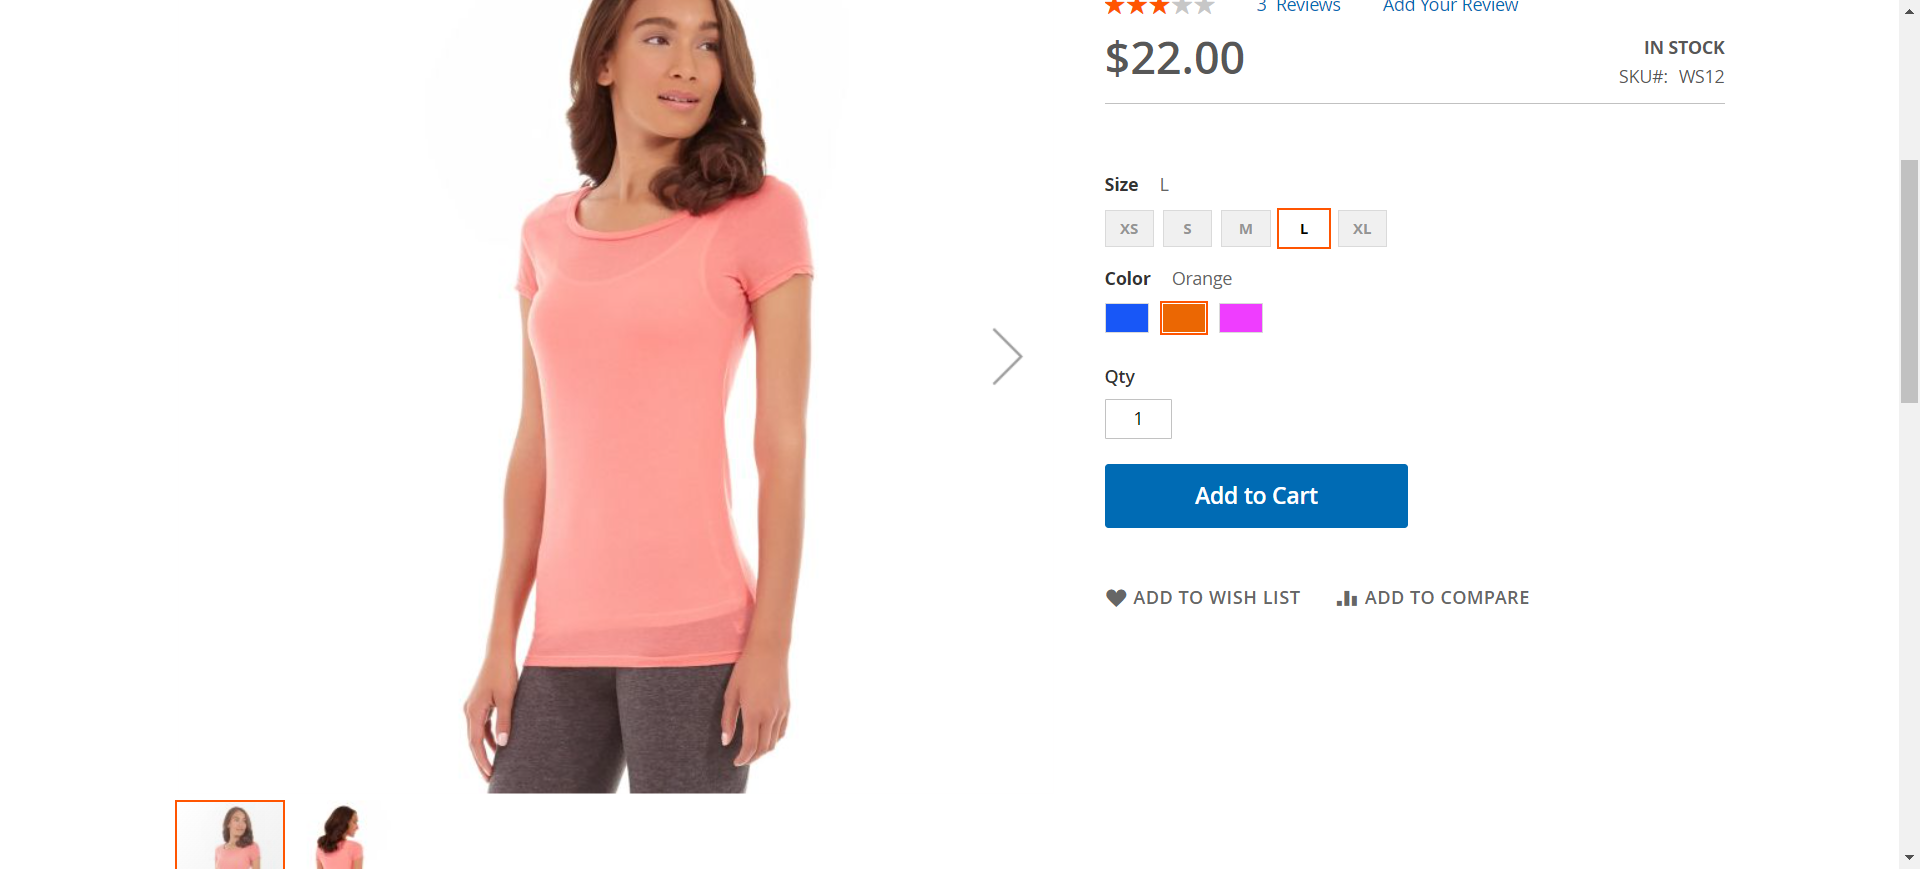 3 Reviews Add Your Review
$22.00
IN STOCK
SKU#: WS12
Size L
XS S M L XL
Color Orange
Qty
1
Add to Cart
ADD TO WISH LIST ADD TO COMPARE